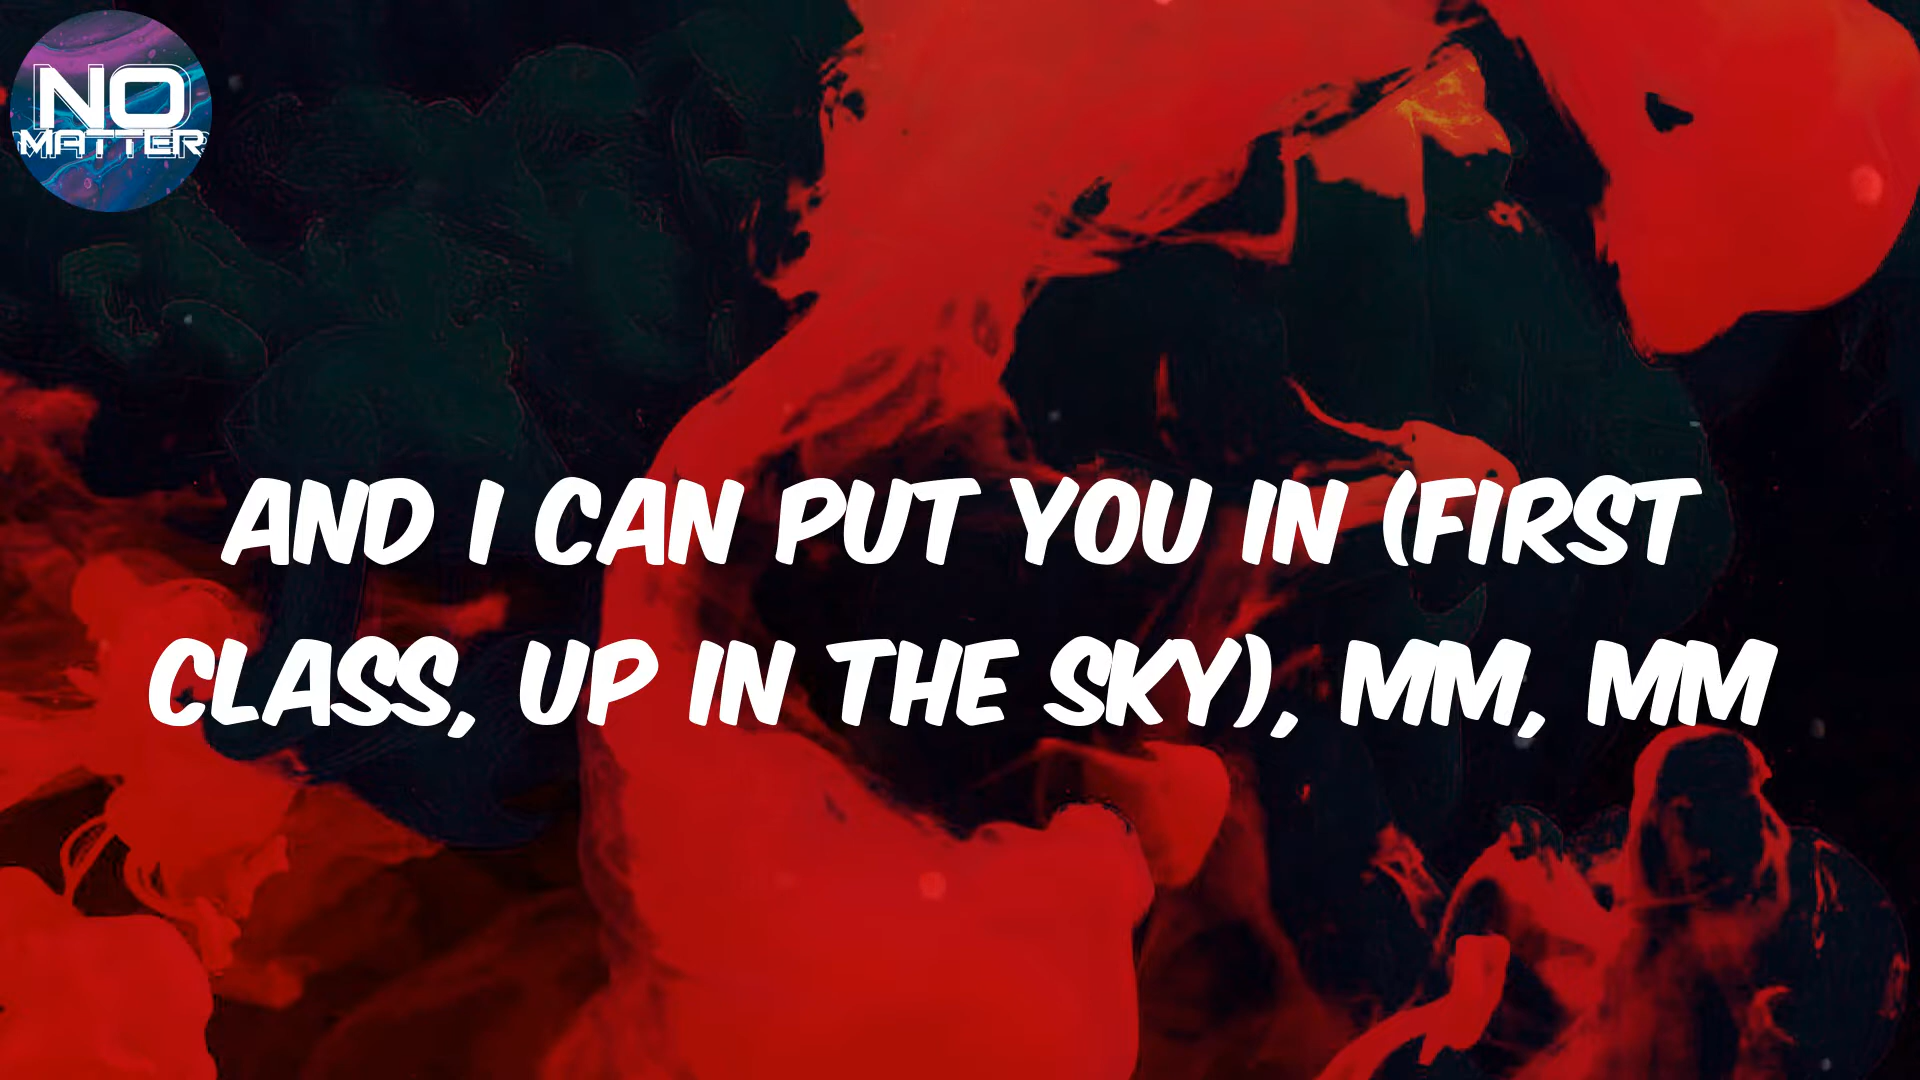 NO
MATTER
AND I CAN PUT YOU IN (FIRST
CLASS, UP IN THE SKY), MM, MM